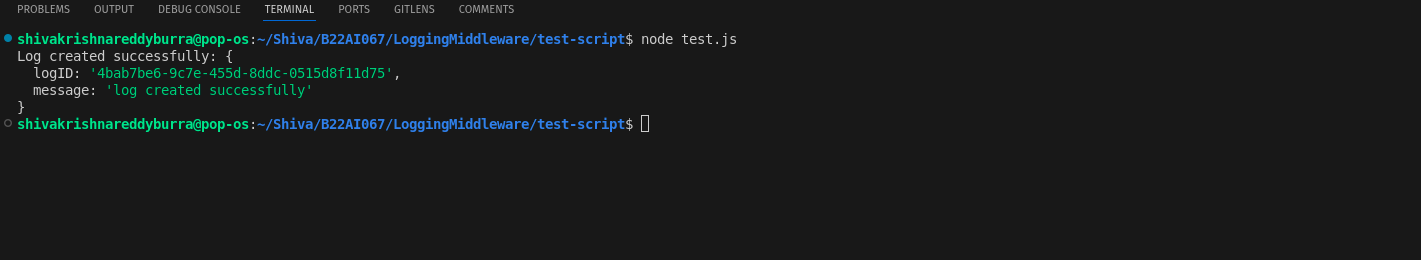 PROBLEMS OUTPUT DEBUG CONSOLE TERMINAL PORTS GITLENS COMMENTS
shivakrishnareddyburra@pop-os:~/Shiva/B22AI067/LoggingMiddleware/test-script$ node test.js
Log created successfully: {
  logID: '4bab7be6-9c7e-455d-8ddc-0515d8f11d75',
  message: 'log created successfully'
}
shivakrishnareddyburra@pop-os:~/Shiva/B22AI067/LoggingMiddleware/test-script$